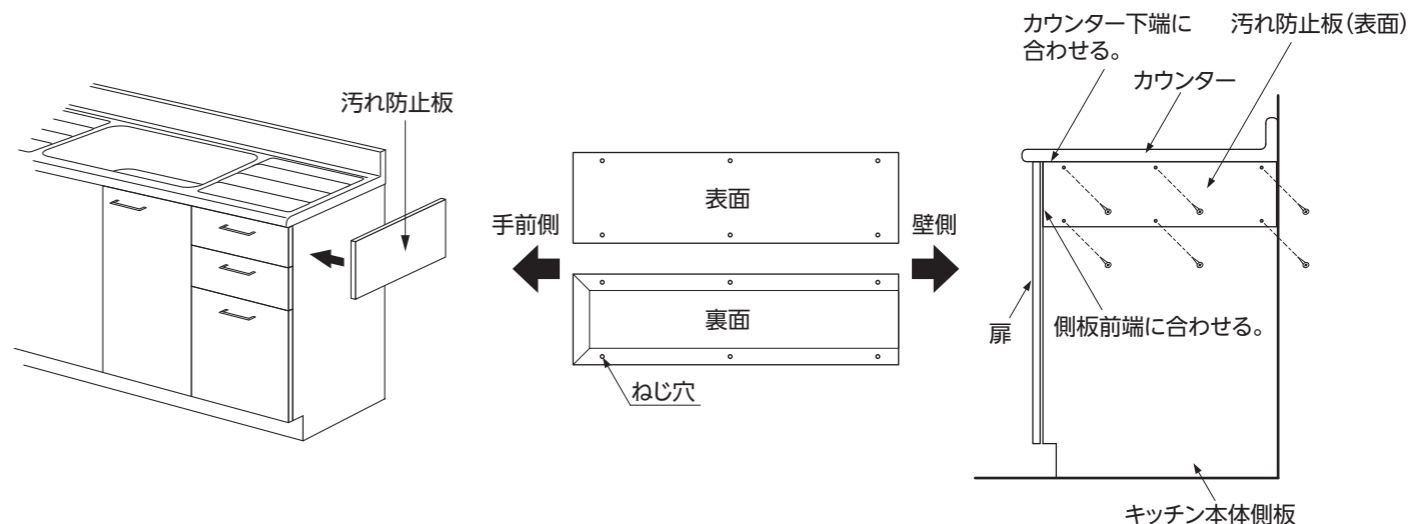 汚れ防止板
手前側
表面
裏面
ねじ穴
壁側
カウンター下端に
合わせる。
汚れ防止板(表面)
カウンター
扉
側板前端に合わせる。
キッチン本体側板